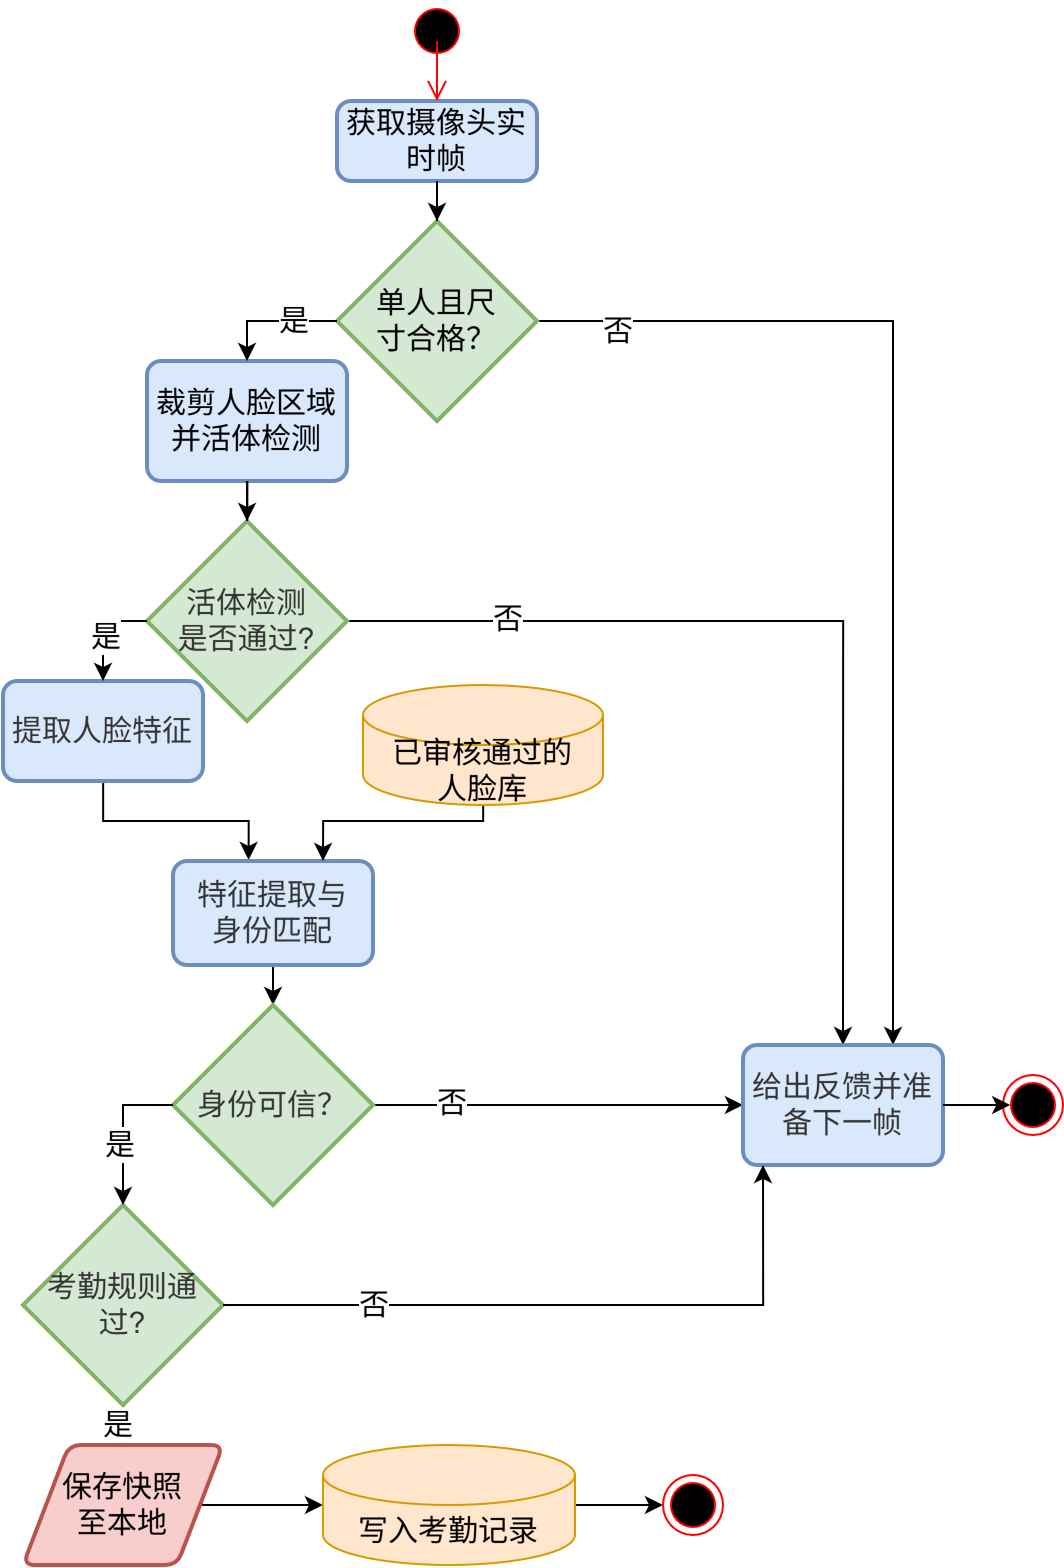 获取摄像头实
时帧
单人且尺
寸合格?
是
否
裁剪人脸区域
并活体检测
活体检测
是否通过?
否
是
提取人脸特征
已审核通过的
人脸库
特征提取与
身份匹配
身份可信?
否
给出反馈并准
备下一帧
是
考勤规则通
过?
否
是
保存快照
至本地
写入考勤记录